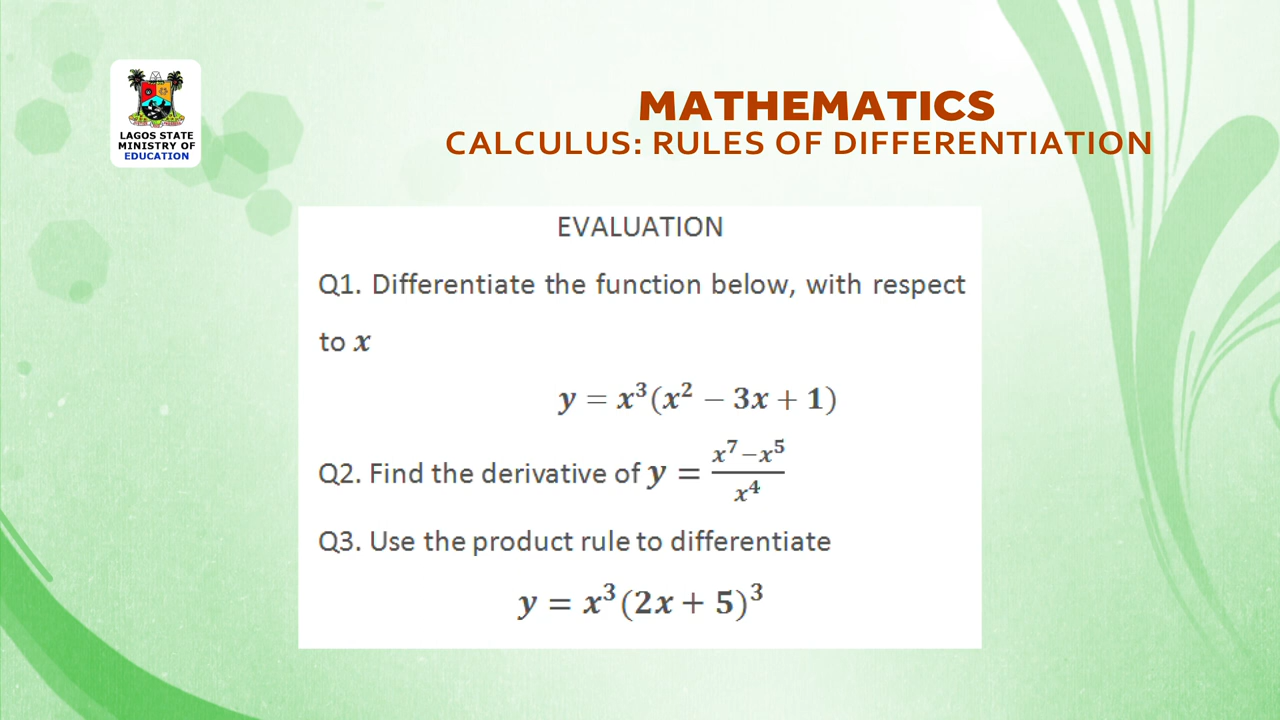 LAGOS STATE
MINISTRY OF
EDUCATION
MATHEMATICS
CALCULUS: RULES OF DIFFERENTIATION
EVALUATION
Q1. Differentiate the function below, with respect
to x
y = x³(x² − 3x + 1)
Q2. Find the derivative of y = (x⁷−x⁵)/x⁴
Q3. Use the product rule to differentiate
y = x³(2x + 5)³